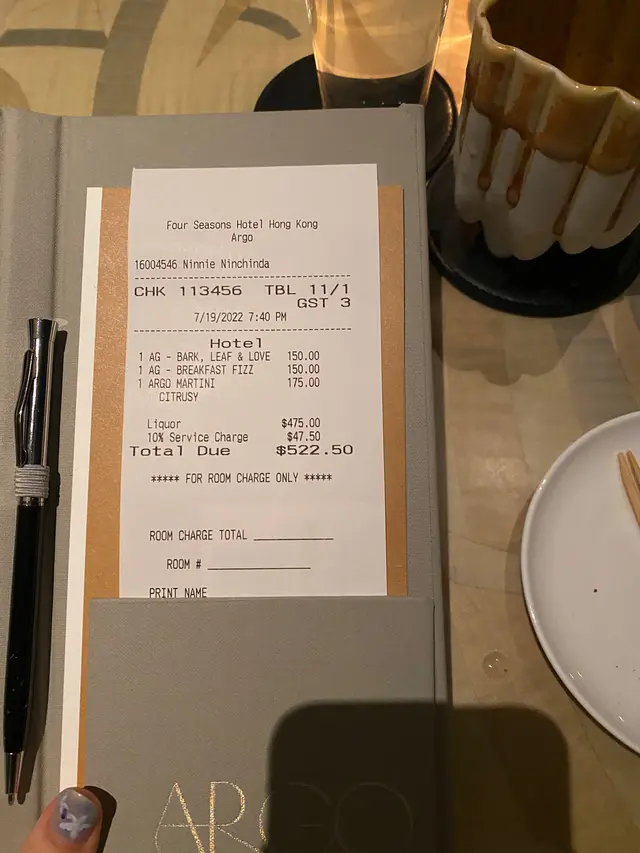 Four Seasons Hotel Hong Kong
Argo
16004546 Ninnie Ninchinda
CHK 113456 TBL 11/1
GST 3
7/19/2022 7:40 PM
Hotel
1 AG - BARK, LEAF & LOVE 150.00
1 AG - BREAKFAST FIZZ 150.00
1 ARGO MARTINI 175.00
CITRUSY
Liquor $475.00
10% Service Charge $47.50
Total Due $522.50
***** FOR ROOM CHARGE ONLY *****
ROOM CHARGE TOTAL
ROOM #
PRINT NAME
ARGO